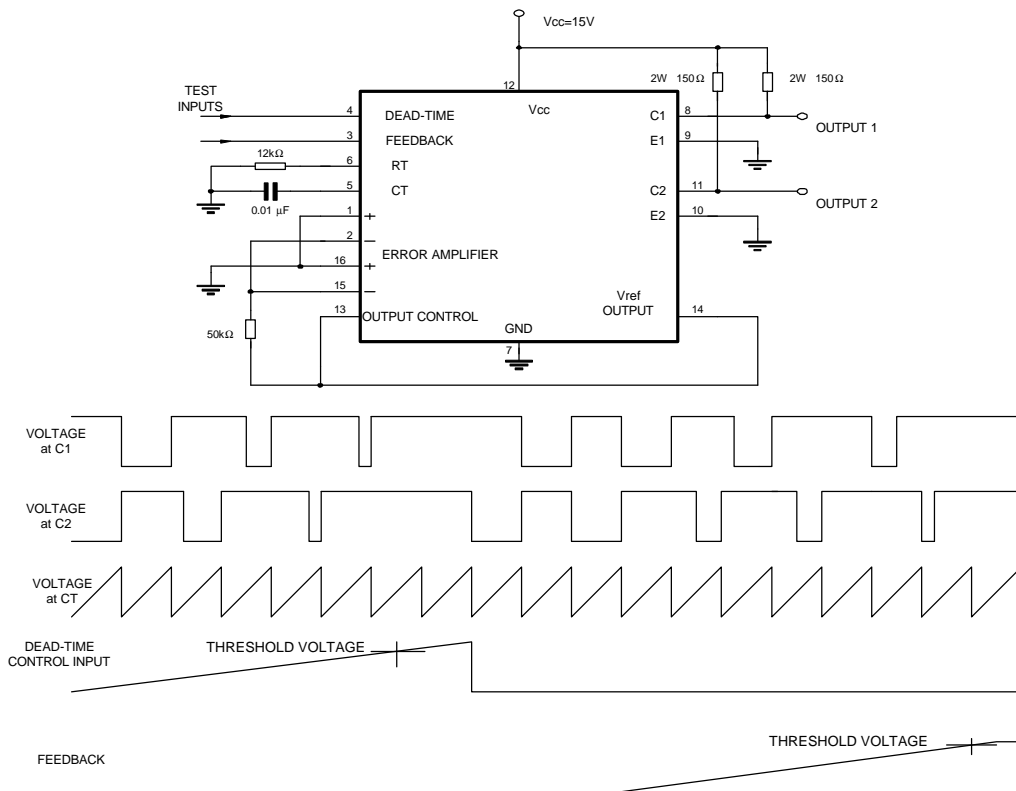 Vcc=15V
2W 150Ω
2W 150Ω
12
TEST
INPUTS
Vcc
4
DEAD-TIME
C1
8
OUTPUT 1
3
FEEDBACK
E1
9
12kΩ
6
RT
5
CT
C2
11
OUTPUT 2
0.01 μF
1
+
E2
10
2
−
ERROR AMPLIFIER
16
+
15
−
Vref
OUTPUT
14
13
OUTPUT CONTROL
50kΩ
GND
7
VOLTAGE
at C1
VOLTAGE
at C2
VOLTAGE
at CT
DEAD-TIME
CONTROL INPUT
THRESHOLD VOLTAGE
THRESHOLD VOLTAGE
FEEDBACK